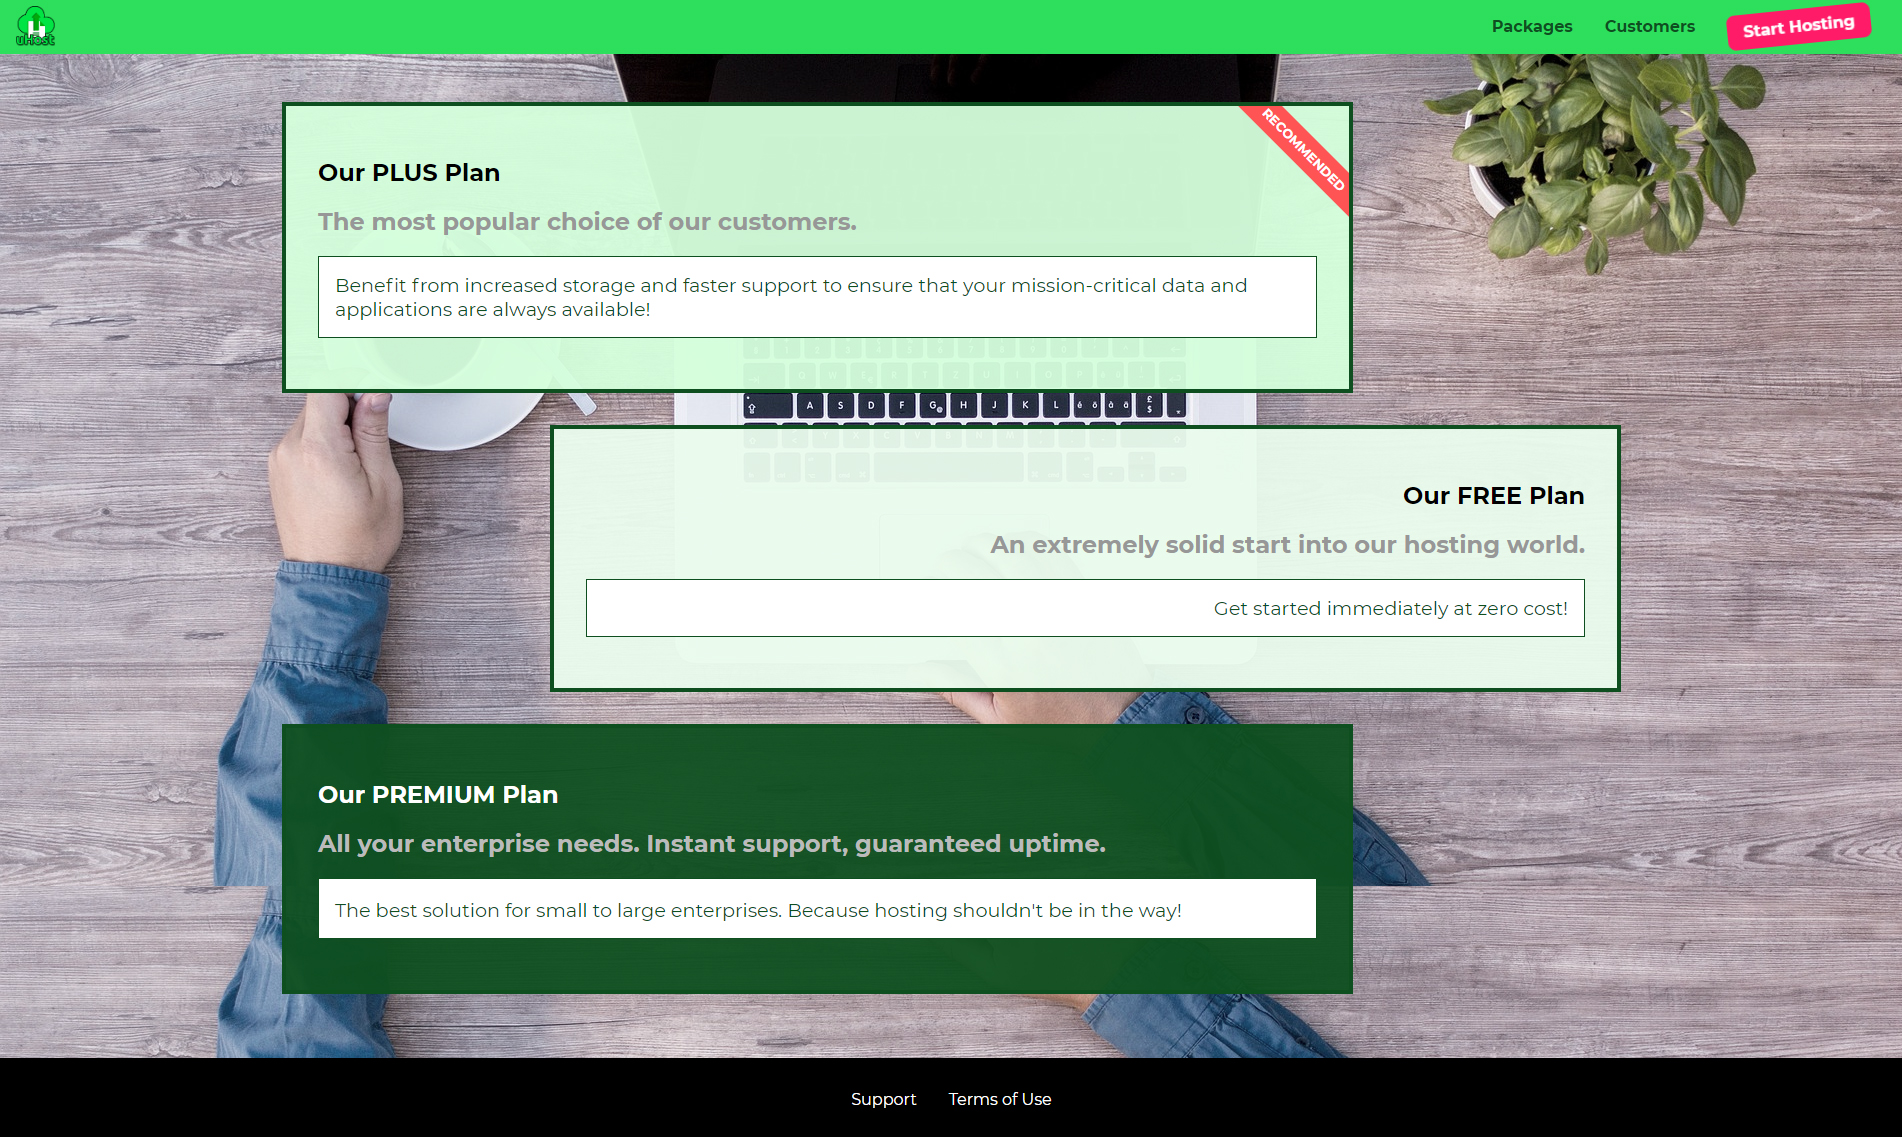 uHost
Packages
Customers
Start Hosting
RECOMMENDED
Our PLUS Plan
The most popular choice of our customers.
Benefit from increased storage and faster support to ensure that your mission-critical data and
applications are always available!
A S D F G H J K L é ö à ä £ $
Our FREE Plan
An extremely solid start into our hosting world.
Get started immediately at zero cost!
Our PREMIUM Plan
All your enterprise needs. Instant support, guaranteed uptime.
The best solution for small to large enterprises. Because hosting shouldn't be in the way!
Support
Terms of Use